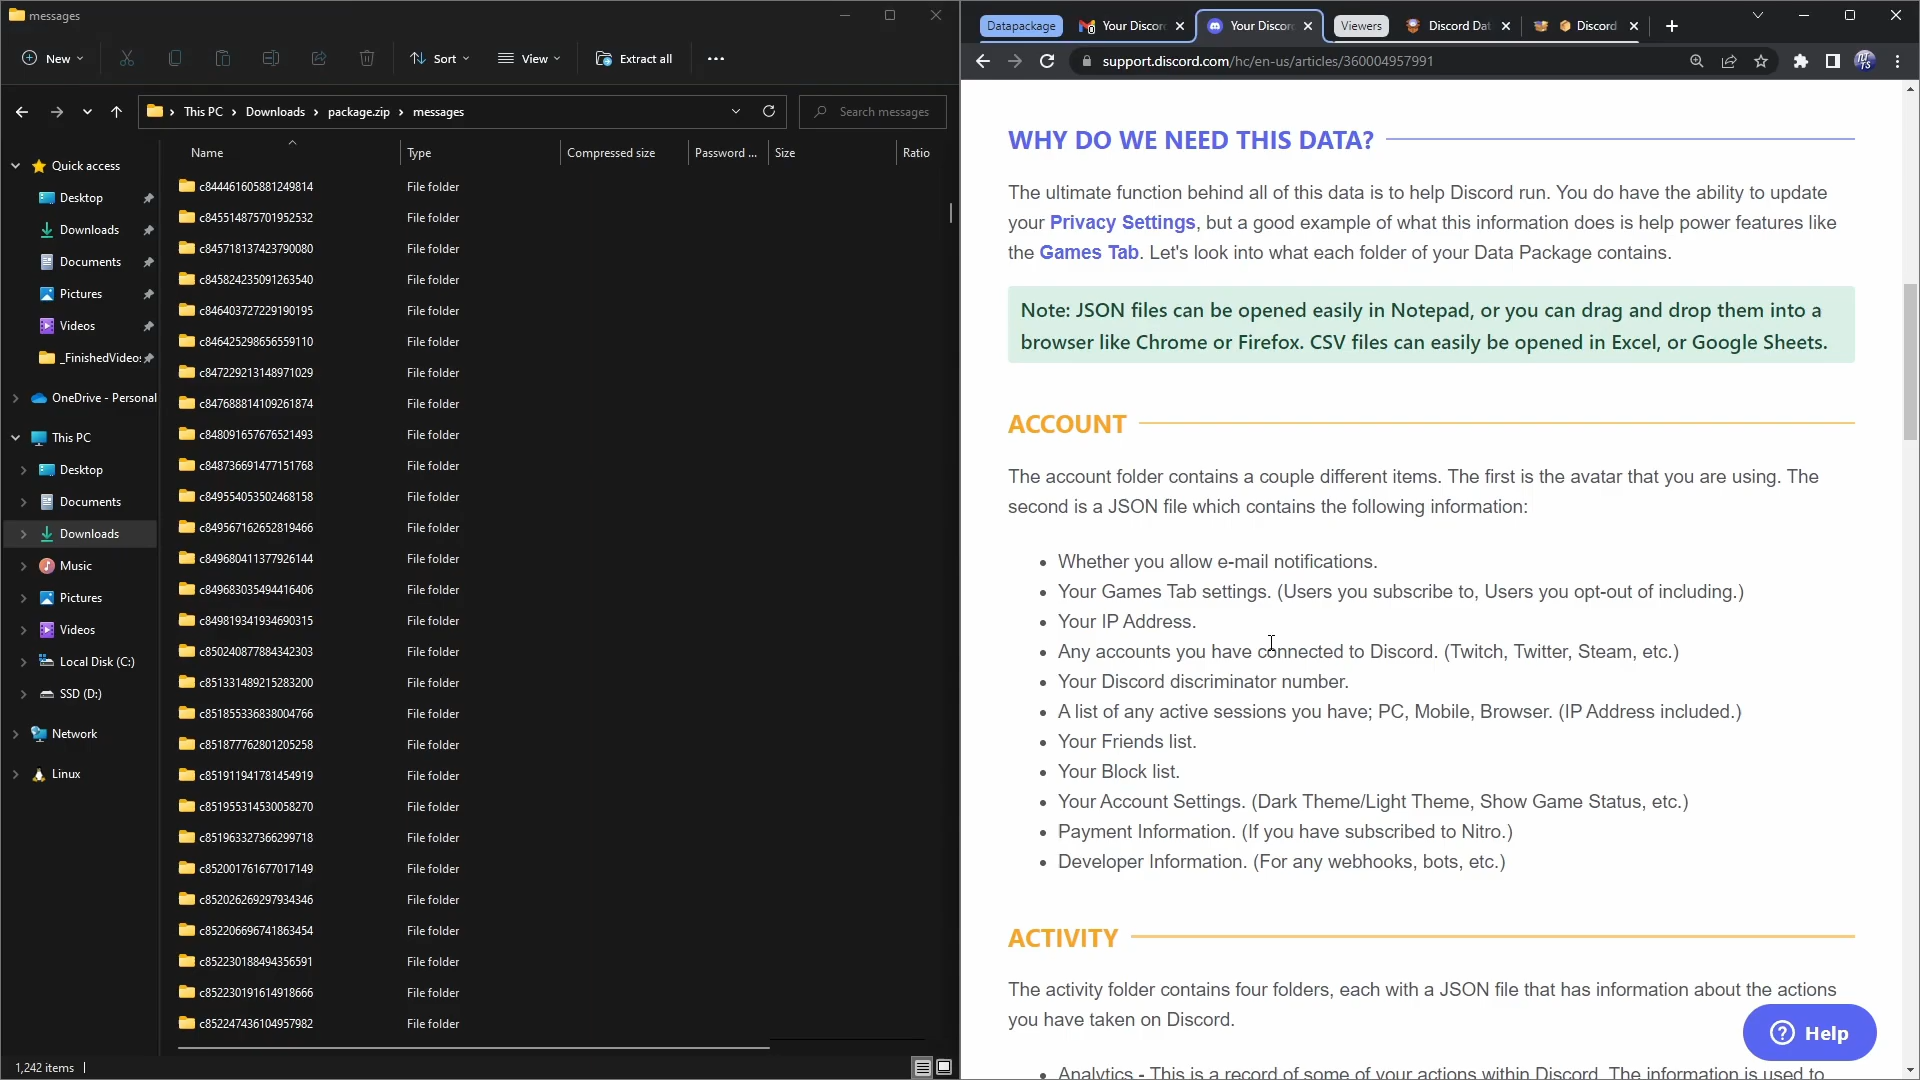 messages
New
Sort
View
Extract all
This PC
Downloads
package.zip
messages
Search messages
Name
Type
Compressed size
Password ...
Size
Ratio
Quick access
Desktop
Downloads
Documents
Pictures
Videos
_FinishedVideos
OneDrive - Personal
This PC
Desktop
Documents
Downloads
Music
Pictures
Videos
Local Disk (C:)
SSD (D:)
Network
Linux
c844461605881249814 File folder
c845514875701952532 File folder
c845718137423790080 File folder
c845824235091263540 File folder
c846403727229190195 File folder
c846425298656559110 File folder
c847229213148971029 File folder
c847688814109261874 File folder
c848091657676521493 File folder
c848736691477151768 File folder
c849554053502468158 File folder
c849567162652819466 File folder
c849680411377926144 File folder
c849683035494416406 File folder
c849819341934690315 File folder
c850240877884342303 File folder
c851331489215283200 File folder
c851855336838004766 File folder
c851877762801205258 File folder
c851911941781454919 File folder
c851955314530058270 File folder
c851963327366299718 File folder
c852001761677017149 File folder
c852026269297934346 File folder
c852206696741863454 File folder
c852230188494356591 File folder
c852230191614918666 File folder
c852247436104957982 File folder
1,242 items
Datapackage
Your Discor
Your Discor
Viewers
Discord Dat
Discord
support.discord.com/hc/en-us/articles/360004957991
WHY DO WE NEED THIS DATA?
The ultimate function behind all of this data is to help Discord run. You do have the ability to update
your Privacy Settings, but a good example of what this information does is help power features like
the Games Tab. Let's look into what each folder of your Data Package contains.
Note: JSON files can be opened easily in Notepad, or you can drag and drop them into a
browser like Chrome or Firefox. CSV files can easily be opened in Excel, or Google Sheets.
ACCOUNT
The account folder contains a couple different items. The first is the avatar that you are using. The
second is a JSON file which contains the following information:
Whether you allow e-mail notifications.
Your Games Tab settings. (Users you subscribe to, Users you opt-out of including.)
Your IP Address.
Any accounts you have connected to Discord. (Twitch, Twitter, Steam, etc.)
Your Discord discriminator number.
A list of any active sessions you have; PC, Mobile, Browser. (IP Address included.)
Your Friends list.
Your Block list.
Your Account Settings. (Dark Theme/Light Theme, Show Game Status, etc.)
Payment Information. (If you have subscribed to Nitro.)
Developer Information. (For any webhooks, bots, etc.)
ACTIVITY
The activity folder contains four folders, each with a JSON file that has information about the actions
you have taken on Discord.
Analytics - This is a record of some of your actions within Discord. The information is used to
Help